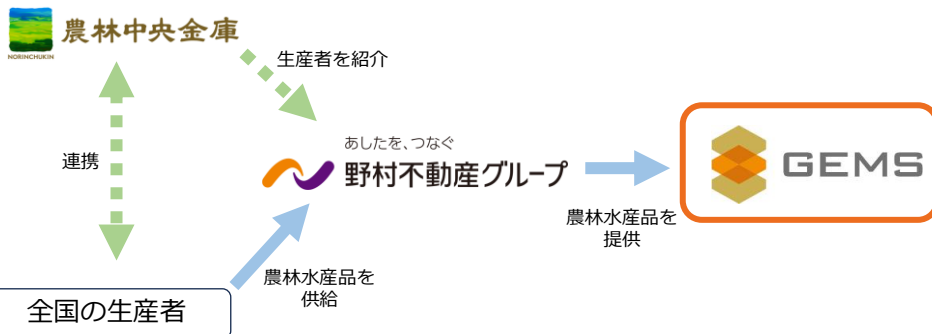 農林中央金庫
NORINCHUKIN
生産者を紹介
連携
あしたを、つなぐ
野村不動産グループ
GEMS
農林水産品を
提供
農林水産品を
供給
全国の生産者